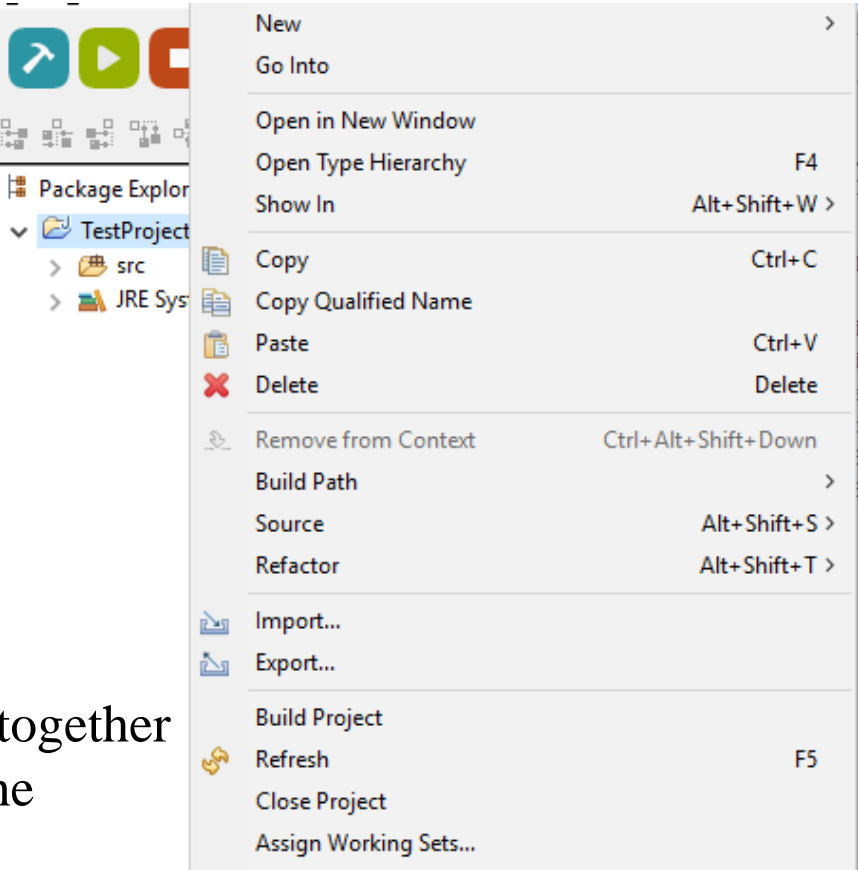 New >
Go Into
Open in New Window
Open Type Hierarchy F4
Show In Alt+Shift+W >
Copy Ctrl+C
Copy Qualified Name
Paste Ctrl+V
Delete Delete
Remove from Context Ctrl+Alt+Shift+Down
Build Path >
Source Alt+Shift+S >
Refactor Alt+Shift+T >
Import...
Export...
Build Project
Refresh F5
Close Project
Assign Working Sets...
Package Explor
TestProject
src
JRE Sys
together
ne